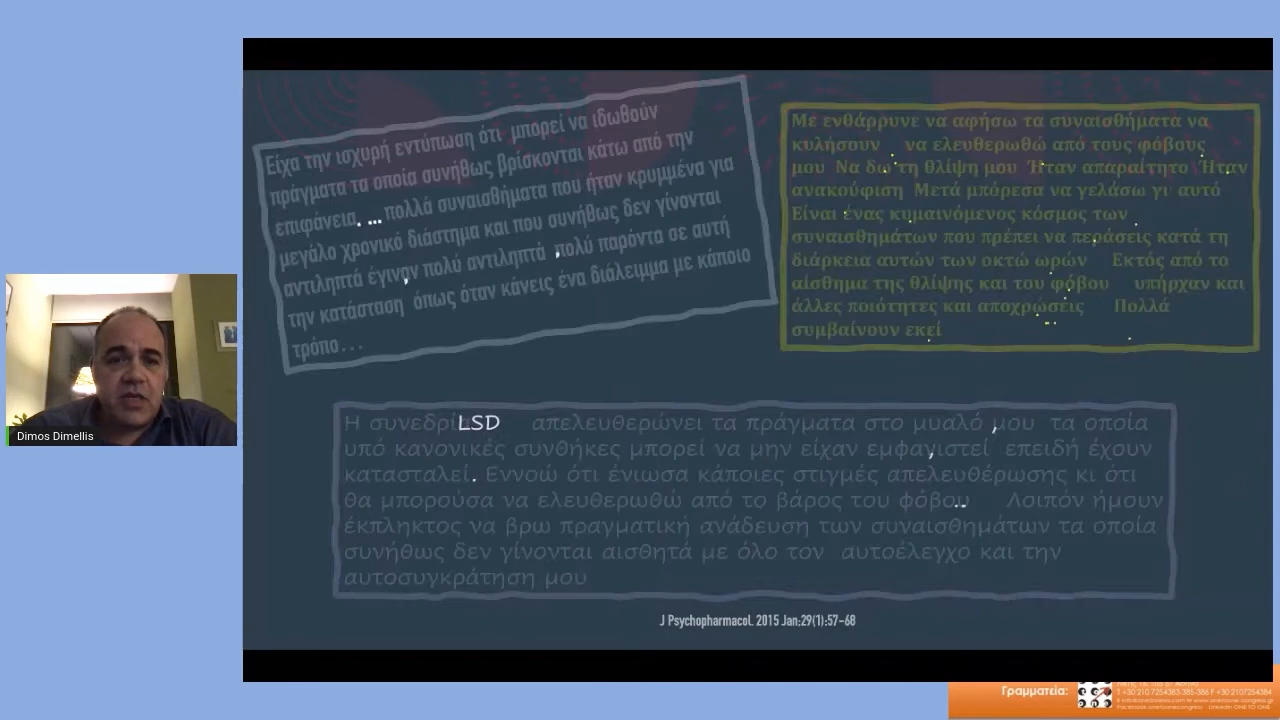 Είχα την ισχυρή εντύπωση ότι μπορεί να ιδωθούν
πράγματα τα οποία συνήθως βρίσκονται κάτω από την
επιφάνεια. ...πολλά συναισθήματα που ήταν κρυμμένα για
μεγάλο χρονικό διάστημα και που συνήθως δεν γίνονται
αντιληπτά έγιναν πολύ αντιληπτά ,πολύ παρόντα σε αυτή
την κατάσταση, όπως όταν κάνεις ένα διάλειμμα με κάποιο
τρόπο...
Με ενθάρρυνε να αφήσω τα συναισθήματα να
κυλήσουν να ελευθερωθώ από τους φόβους
μου Να δω τη θλίψη μου Ήταν απαραίτητο Ήταν
ανακούφιση Μετά μπόρεσα να γελάσω γι αυτό
Είναι ένας κυμαινόμενος κόσμος των
συναισθημάτων που πρέπει να περάσεις κατά τη
διάρκεια αυτών των οκτώ ωρών Εκτός από το
αίσθημα της θλίψης και του φόβου υπήρχαν και
άλλες ποιότητες και αποχρώσεις Πολλά
συμβαίνουν εκεί
Η συνεδρία LSD απελευθερώνει τα πράγματα στο μυαλό μου, τα οποία
υπό κανονικές συνθήκες μπορεί να μην είχαν εμφανιστεί, επειδή έχουν
κατασταλεί. Εννοώ ότι ένιωσα κάποιες στιγμές απελευθέρωσης κι ότι
θα μπορούσα να ελευθερωθώ από το βάρος του φόβου.. Λοιπόν ήμουν
έκπληκτος να βρω πραγματική ανάδευση των συναισθημάτων τα οποία
συνήθως δεν γίνονται αισθητά με όλο τον αυτοέλεγχο και την
αυτοσυγκράτηση μου
J Psychopharmacol. 2015 Jan;29(1):57-68
Dimos Dimellis
Γραμματεία:
T +30 210 7254383-385-386 F +30 2107254384